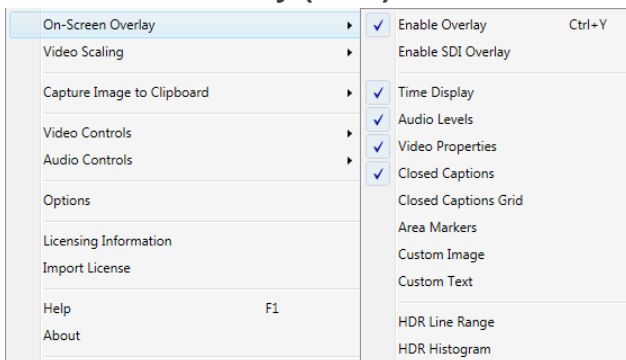 On-Screen Overlay
Video Scaling
Capture Image to Clipboard
Video Controls
Audio Controls
Options
Licensing Information
Import License
Help F1
About
Enable Overlay Ctrl+Y
Enable SDI Overlay
Time Display
Audio Levels
Video Properties
Closed Captions
Closed Captions Grid
Area Markers
Custom Image
Custom Text
HDR Line Range
HDR Histogram